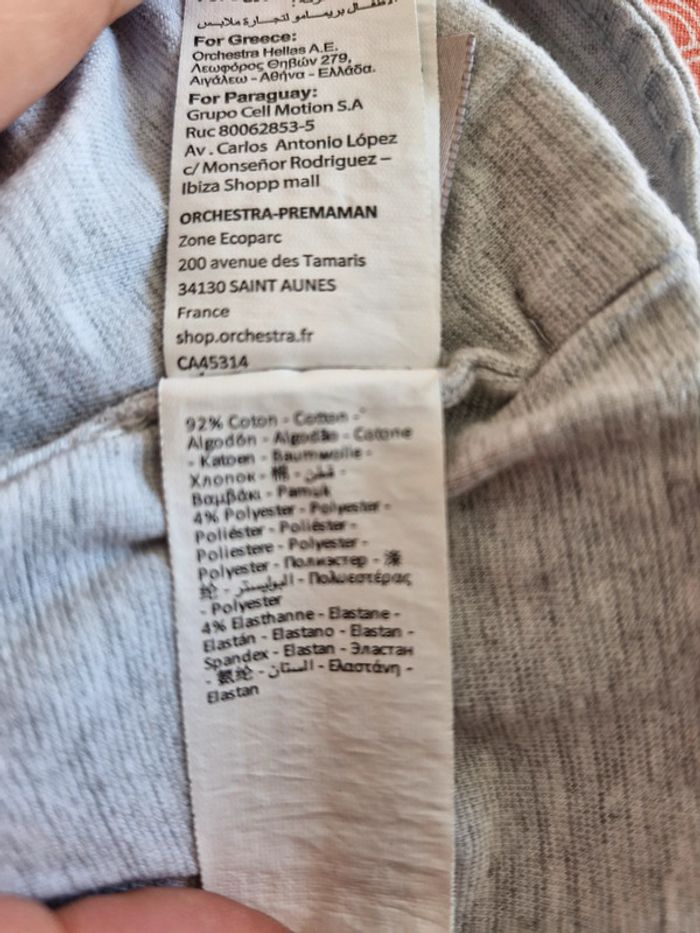 الأطفال بريمامو لتجارة ملابس
For Greece:
Orchestra Hellas A.E.
Λεωφόρος Θηβών 279,
Αιγάλεω - Αθήνα - Ελλάδα.
For Paraguay:
Grupo Cell Motion S.A
Ruc 80062853-5
Av . Carlos Antonio López
c/ Monseñor Rodriguez –
Ibiza Shopp mall
ORCHESTRA-PREMAMAN
Zone Ecoparc
200 avenue des Tamaris
34130 SAINT AUNES
France
shop.orchestra.fr
CA45314
92% Coton - Cotton -
Algodón - Algodão - Cotone
- Katoen - Baumwolle -
Хлопок - 棉 - قطن -
Βαμβάκι - Pamuk
4% Polyester - Polyester -
Poliéster - Poliéster -
Poliestere - Polyester -
Polyester - Полиэстер - 涤
纶 - البوليستر - Πολυεστέρας
- Polyester
4% Elasthanne - Elastane -
Elastán - Elastano - Elastan -
Spandex - Elastan - Эластан
- 氨纶 - الستان - Ελαστάνη -
Elastan